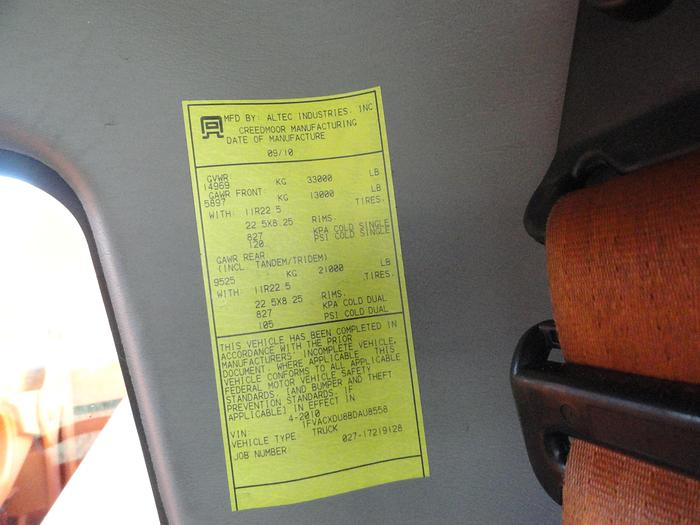 MFD BY: ALTEC INDUSTRIES, INC
CREEDMOOR MANUFACTURING
DATE OF MANUFACTURE
09/10
GVWR
14969 KG 33000 LB
GAWR FRONT
5897 KG 13000 LB
WITH: 11R22.5 TIRES.
22.5X8.25 RIMS.
827 KPA COLD SINGLE
120 PSI COLD SINGLE
GAWR REAR
(INCL. TANDEM/TRIDEM)
9525 KG 21000 LB
WITH: 11R22.5 TIRES.
22.5X8.25 RIMS.
827 KPA COLD DUAL
105 PSI COLD DUAL
THIS VEHICLE HAS BEEN COMPLETED IN
ACCORDANCE WITH THE PRIOR
MANUFACTURERS' INCOMPLETE VEHICLE,
DOCUMENT, WHERE APPLICABLE. THIS
VEHICLE CONFORMS TO ALL APPLICABLE
FEDERAL MOTOR VEHICLE SAFETY
STANDARDS, [AND BUMPER AND THEFT
PREVENTION STANDARDS, IF
APPLICABLE] IN EFFECT IN
4-2010
VIN: 1FVACXDU8BDAU8558
VEHICLE TYPE TRUCK
JOB NUMBER: 027-17219128